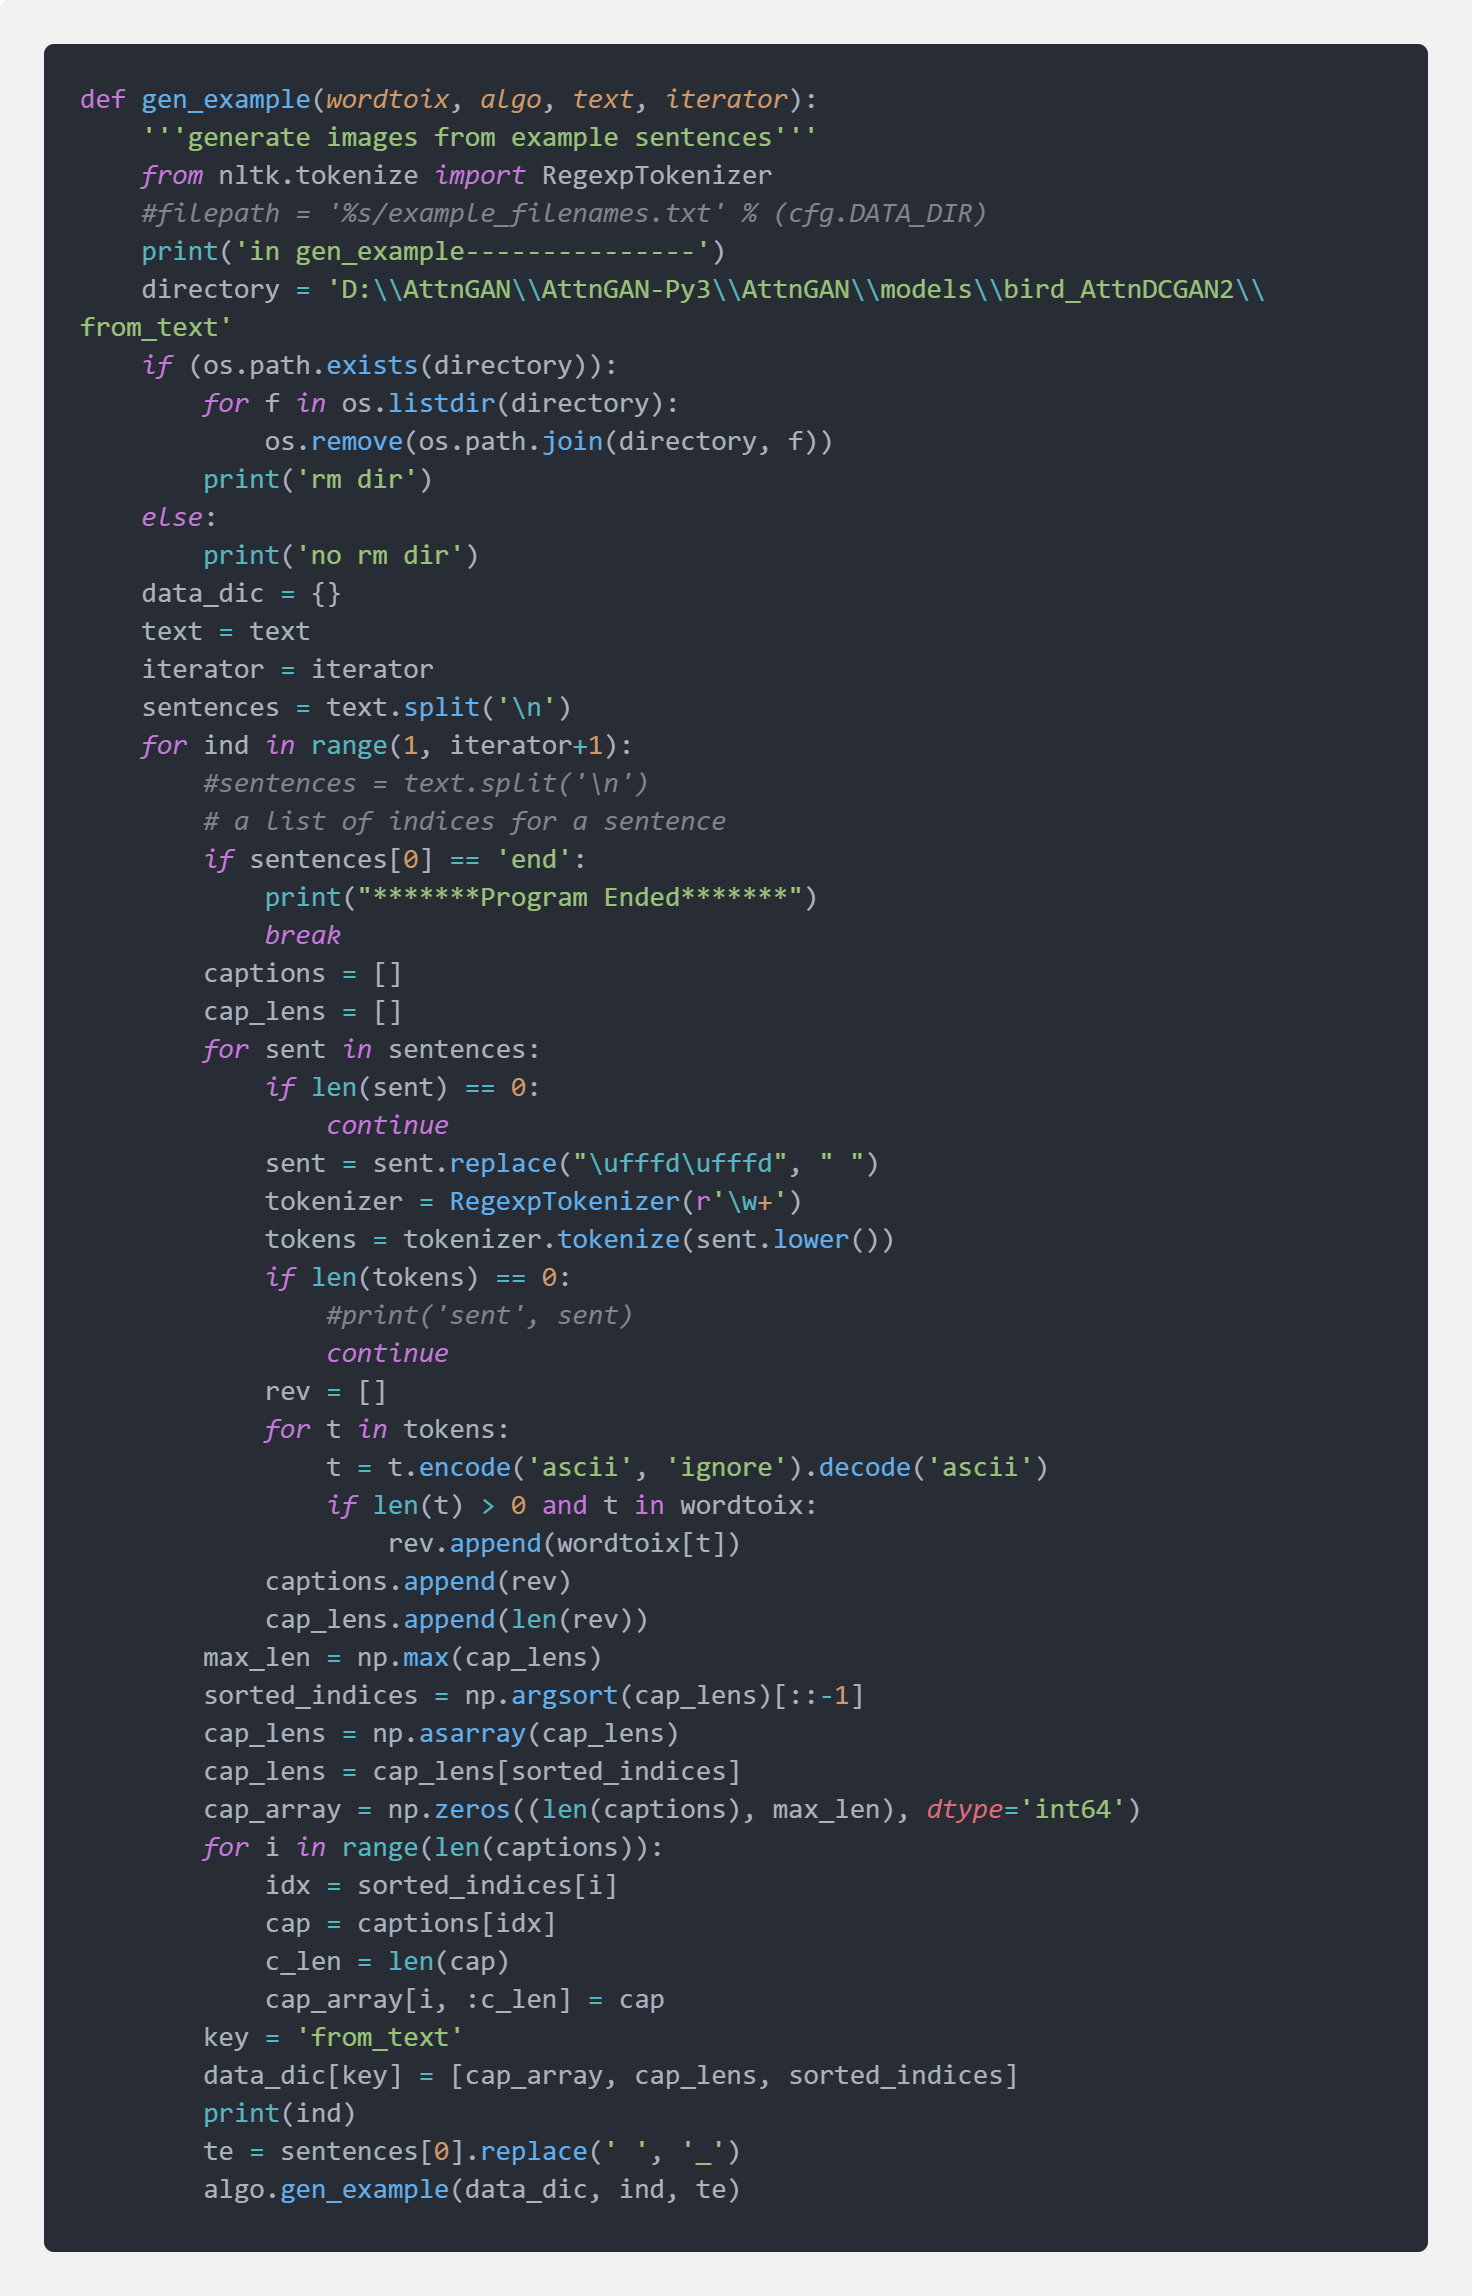 def gen_example(wordtoix, algo, text, iterator):
    '''generate images from example sentences'''
    from nltk.tokenize import RegexpTokenizer
    #filepath = '%s/example_filenames.txt' % (cfg.DATA_DIR)
    print('in gen_example---------------')
    directory = 'D:\\AttnGAN\\AttnGAN-Py3\\AttnGAN\\models\\bird_AttnDCGAN2\\
from_text'
    if (os.path.exists(directory)):
        for f in os.listdir(directory):
            os.remove(os.path.join(directory, f))
        print('rm dir')
    else:
        print('no rm dir')
    data_dic = {}
    text = text
    iterator = iterator
    sentences = text.split('\n')
    for ind in range(1, iterator+1):
        #sentences = text.split('\n')
        # a list of indices for a sentence
        if sentences[0] == 'end':
            print("*******Program Ended*******")
            break
        captions = []
        cap_lens = []
        for sent in sentences:
            if len(sent) == 0:
                continue
            sent = sent.replace("\ufffd\ufffd", " ")
            tokenizer = RegexpTokenizer(r'\w+')
            tokens = tokenizer.tokenize(sent.lower())
            if len(tokens) == 0:
                #print('sent', sent)
                continue
            rev = []
            for t in tokens:
                t = t.encode('ascii', 'ignore').decode('ascii')
                if len(t) > 0 and t in wordtoix:
                    rev.append(wordtoix[t])
            captions.append(rev)
            cap_lens.append(len(rev))
        max_len = np.max(cap_lens)
        sorted_indices = np.argsort(cap_lens)[::-1]
        cap_lens = np.asarray(cap_lens)
        cap_lens = cap_lens[sorted_indices]
        cap_array = np.zeros((len(captions), max_len), dtype='int64')
        for i in range(len(captions)):
            idx = sorted_indices[i]
            cap = captions[idx]
            c_len = len(cap)
            cap_array[i, :c_len] = cap
        key = 'from_text'
        data_dic[key] = [cap_array, cap_lens, sorted_indices]
        print(ind)
        te = sentences[0].replace(' ', '_')
        algo.gen_example(data_dic, ind, te)